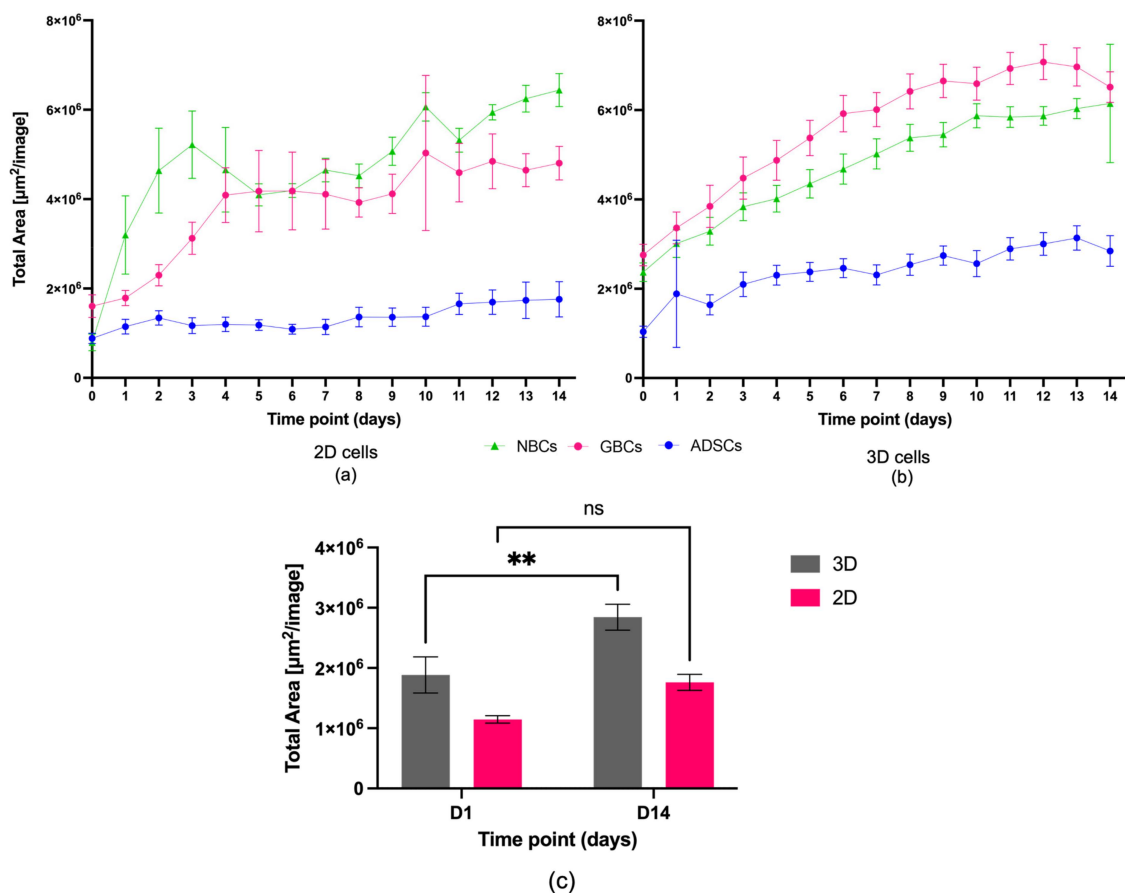 8×10⁶
6×10⁶
4×10⁶
2×10⁶
0
Total Area [µm²/image]
0 1 2 3 4 5 6 7 8 9 10 11 12 13 14
Time point (days)
2D cells
(a)
8×10⁶
6×10⁶
4×10⁶
2×10⁶
0
Total Area [µm²/image]
0 1 2 3 4 5 6 7 8 9 10 11 12 13 14
Time point (days)
3D cells
(b)
NBCs GBCs ADSCs
ns
**
4×10⁶
3×10⁶
2×10⁶
1×10⁶
0
Total Area [µm²/image]
D1 D14
Time point (days)
3D
2D
(c)